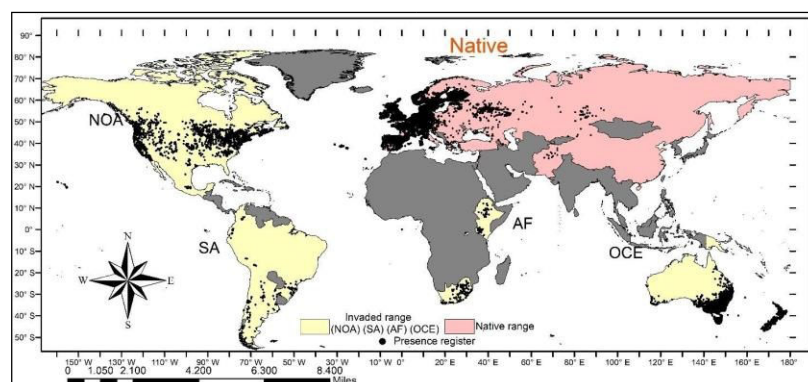 Native
90°
80° N
70° N
60° N
50° N
40° N
30° N
20° N
10° N
0°
10° S
20° S
30° S
40° S
50° S
NOA
SA
AF
OCE
N
W E
S
Invaded range
(NOA) (SA) (AF) (OCE)
Native range
Presence register
150° W 130° W 110° W 90° W 70° W 50° W 30° W 10° W 0° 20° E 40° E 60° E 80° E 100° E 120° E 140° E 160° E 180°
0 1.050 2.100 4.200 6.300 8.400
Miles